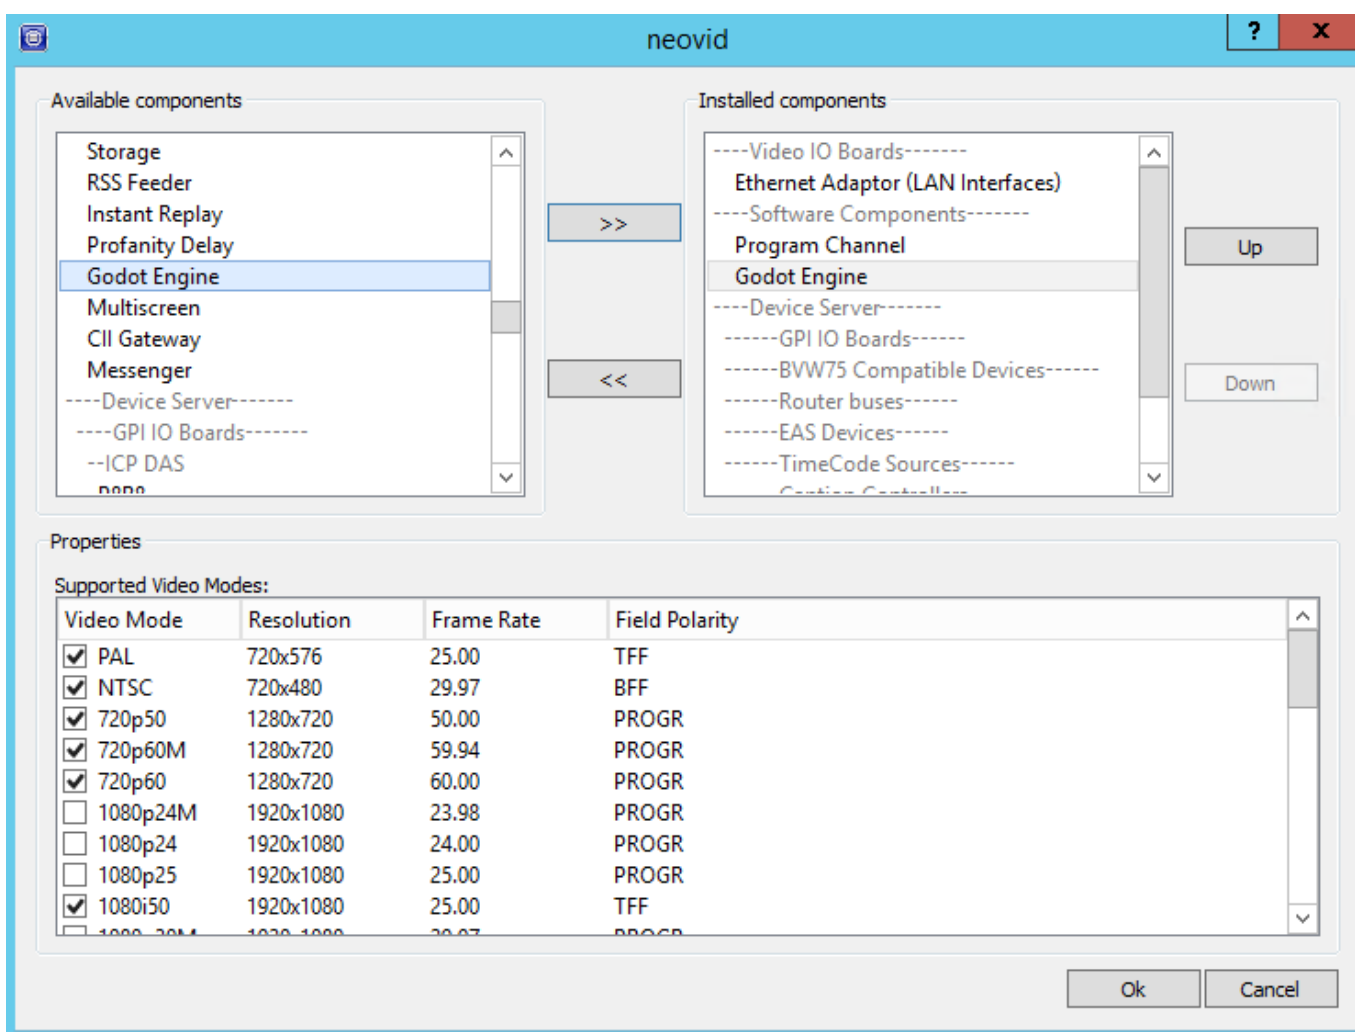 neovid
?
x
Available components
Storage
RSS Feeder
Instant Replay
Profanity Delay
Godot Engine
Multiscreen
CII Gateway
Messenger
----Device Server-------
----GPI IO Boards-------
--ICP DAS
>>
<<
Installed components
----Video IO Boards-------
Ethernet Adaptor (LAN Interfaces)
----Software Components-------
Program Channel
Godot Engine
----Device Server-------
------GPI IO Boards------
------BVW75 Compatible Devices------
------Router buses------
------EAS Devices------
------TimeCode Sources------
Up
Down
Properties
Supported Video Modes:
Video Mode Resolution Frame Rate Field Polarity
PAL 720x576 25.00 TFF
NTSC 720x480 29.97 BFF
720p50 1280x720 50.00 PROGR
720p60M 1280x720 59.94 PROGR
720p60 1280x720 60.00 PROGR
1080p24M 1920x1080 23.98 PROGR
1080p24 1920x1080 24.00 PROGR
1080p25 1920x1080 25.00 PROGR
1080i50 1920x1080 25.00 TFF
Ok
Cancel